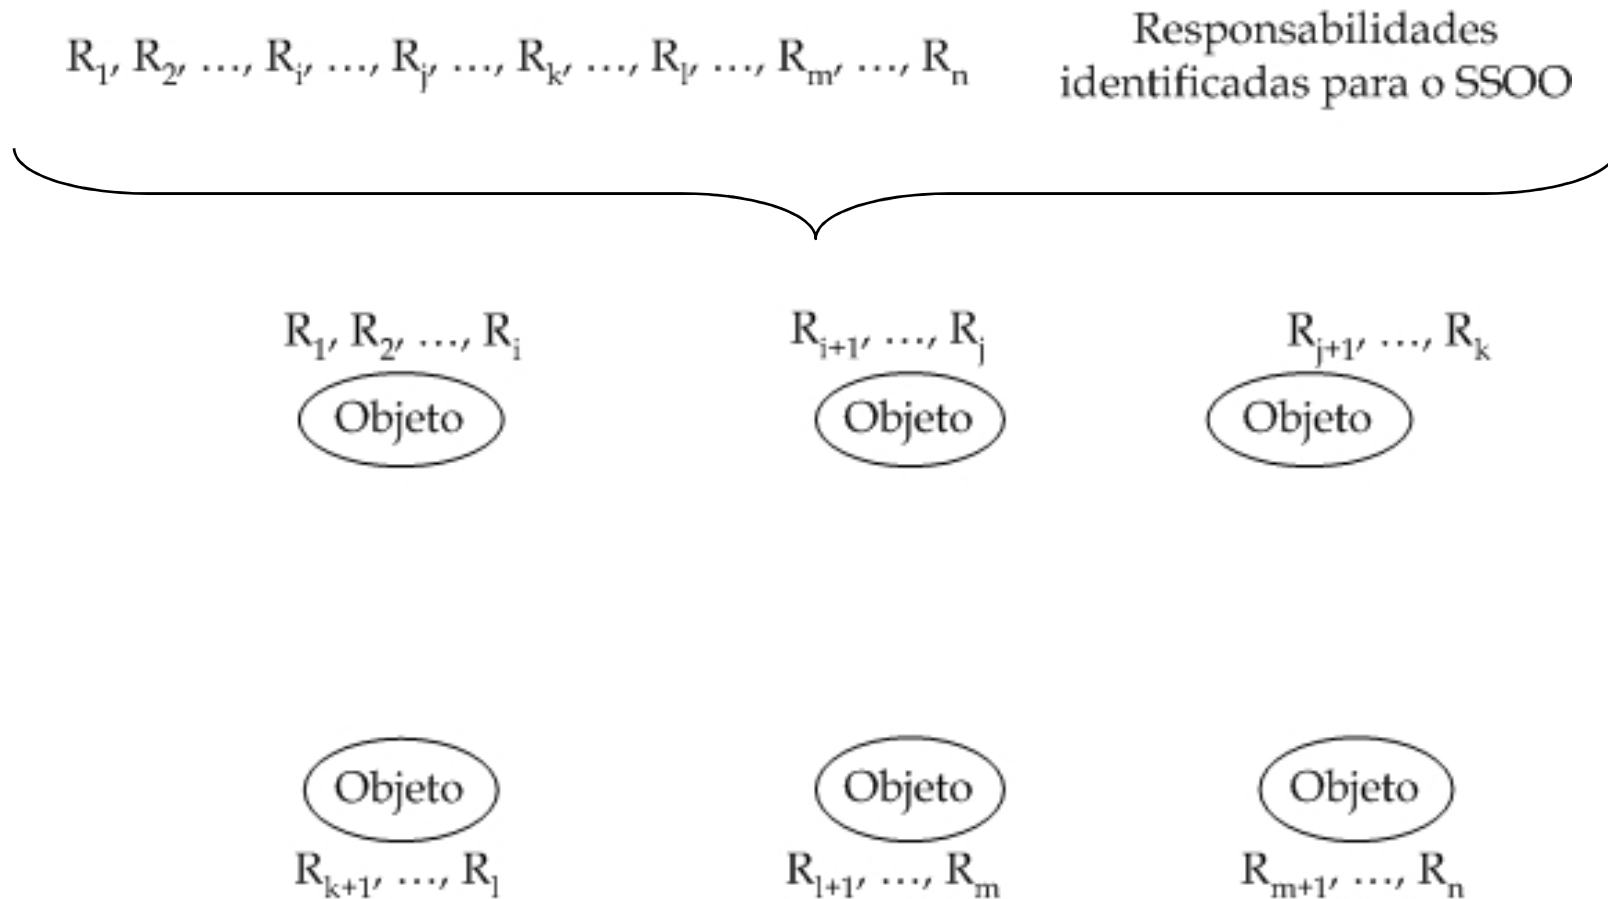 R1, R2, ..., Ri, ..., Rj, ..., Rk, ..., Rl, ..., Rm, ..., Rn
Responsabilidades
identificadas para o SSOO
R1, R2, ..., Ri
Ri+1, ..., Rj
Rj+1, ..., Rk
Objeto
Objeto
Objeto
Objeto
Objeto
Objeto
Rk+1, ..., Rl
Rl+1, ..., Rm
Rm+1, ..., Rn